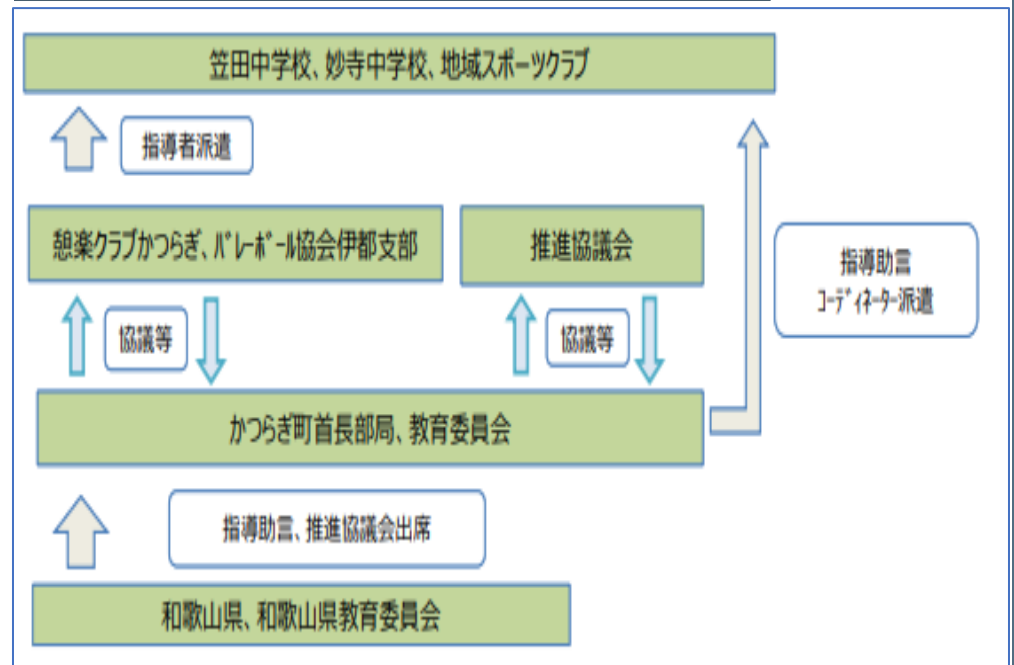 笠田中学校、妙寺中学校、地域スポーツクラブ
指導者派遣
憩楽クラブかつらぎ、ﾊﾞﾚｰﾎﾞｰﾙ協会伊都支部
推進協議会
指導助言
ｺｰﾃﾞｨﾈｰﾀｰ派遣
協議等
協議等
かつらぎ町首長部局、教育委員会
指導助言、推進協議会出席
和歌山県、和歌山県教育委員会